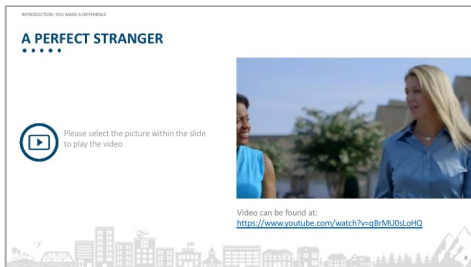 INTRODUCTION: YOU MAKE A DIFFERENCE
A PERFECT STRANGER
Please select the picture within the slide
to play the video
Video can be found at:
https://www.youtube.com/watch?v=qBrMU0sLoHQ